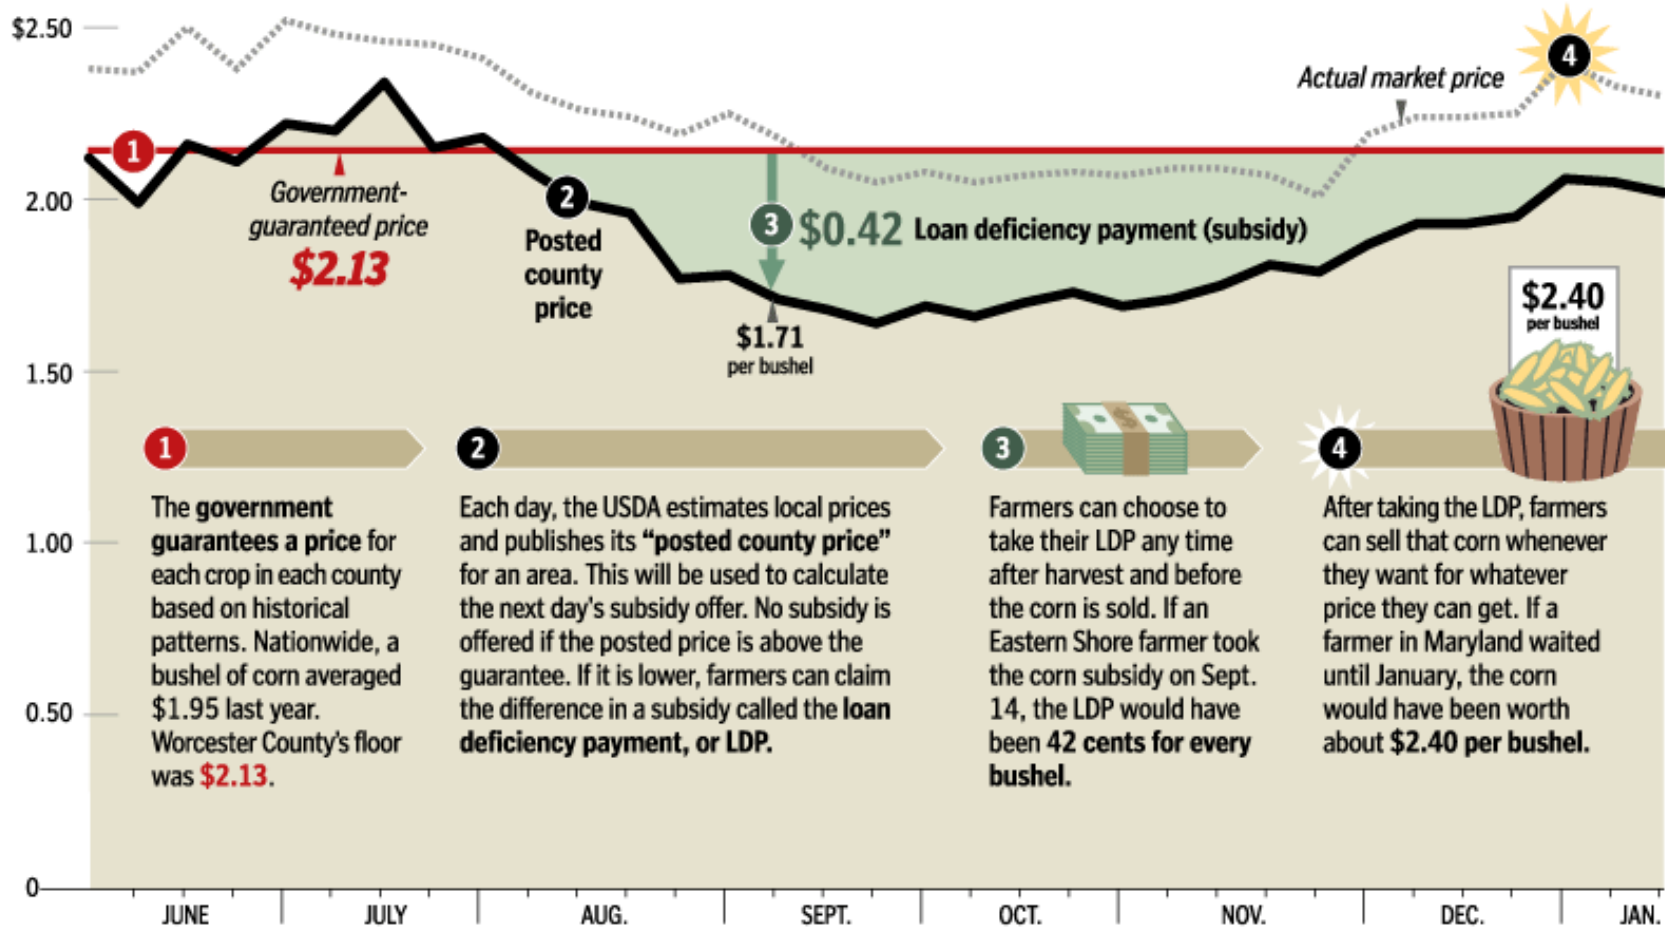 $2.50
4
Actual market price
1
Government-
guaranteed price
$2.13
2.00
2
Posted
county
price
3
$0.42 Loan deficiency payment (subsidy)
$1.71
per bushel
$2.40
per bushel
1.50
1
The government
guarantees a price for
each crop in each county
based on historical
patterns. Nationwide, a
bushel of corn averaged
$1.95 last year.
Worcester County's floor
was $2.13.
2
Each day, the USDA estimates local prices
and publishes its “posted county price”
for an area. This will be used to calculate
the next day's subsidy offer. No subsidy is
offered if the posted price is above the
guarantee. If it is lower, farmers can claim
the difference in a subsidy called the loan
deficiency payment, or LDP.
3
Farmers can choose to
take their LDP any time
after harvest and before
the corn is sold. If an
Eastern Shore farmer took
the corn subsidy on Sept.
14, the LDP would have
been 42 cents for every
bushel.
4
After taking the LDP, farmers
can sell that corn whenever
they want for whatever
price they can get. If a
farmer in Maryland waited
until January, the corn
would have been worth
about $2.40 per bushel.
1.00
0.50
0
JUNE JULY AUG. SEPT. OCT. NOV. DEC. JAN.